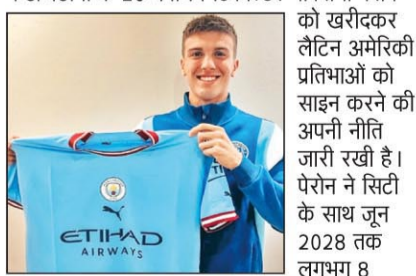 को खरीदकर
लैटिन अमेरिकी
प्रतिभाओं को
साइन करने की
अपनी नीति
जारी रखी है।
पेरोन ने सिटी
के साथ जून
2028 तक
लगभग 8
ETIHAD
AIRWAYS